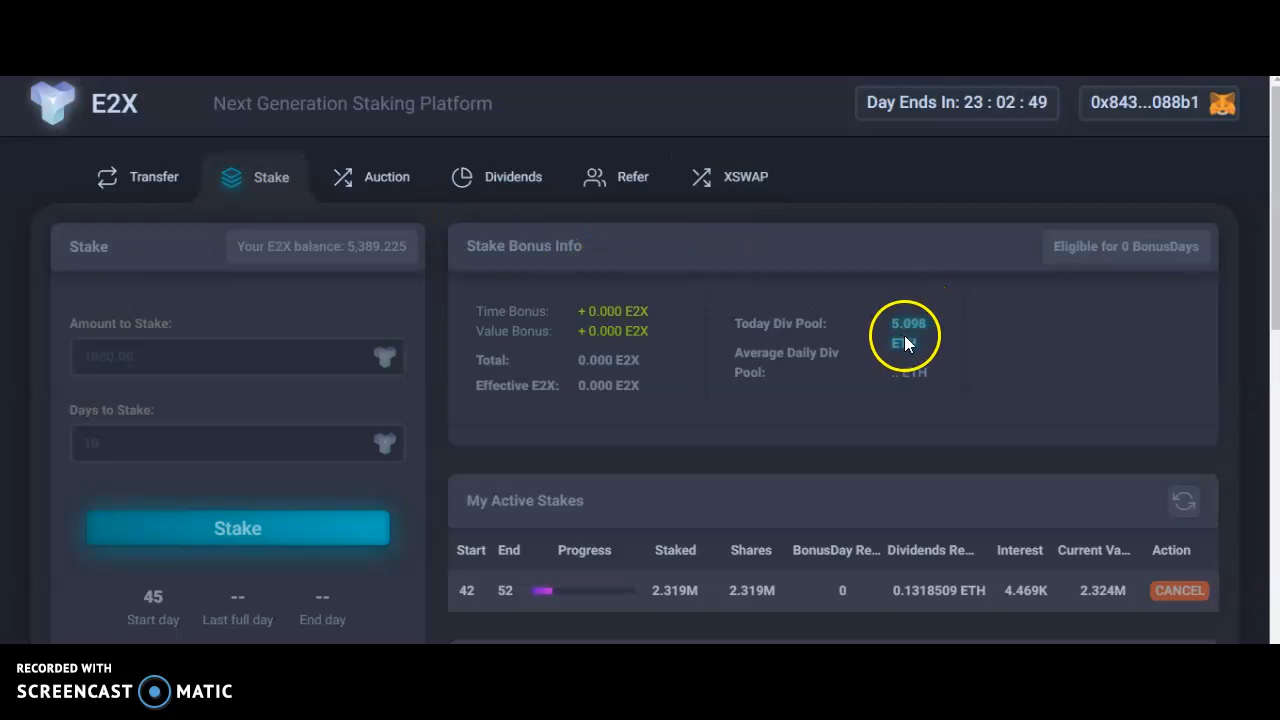 E2X
Next Generation Staking Platform
Day Ends In: 23 : 02 : 49
0x843...088b1
Transfer
Stake
Auction
Dividends
Refer
XSWAP
Stake
Your E2X balance: 5,389.225
Amount to Stake:
1000.00
Days to Stake:
10
Stake
45
--
--
Start day
Last full day
End day
Stake Bonus Info
Eligible for 0 BonusDays
Time Bonus: + 0.000 E2X
Value Bonus: + 0.000 E2X
Total: 0.000 E2X
Effective E2X: 0.000 E2X
Today Div Pool: 5.098
ETH
Average Daily Div
Pool: .. ETH
My Active Stakes
Start End Progress Staked Shares BonusDay Re... Dividends Re... Interest Current Va... Action
42 52 2.319M 2.319M 0 0.1318509 ETH 4.469K 2.324M CANCEL
RECORDED WITH
SCREENCAST MATIC